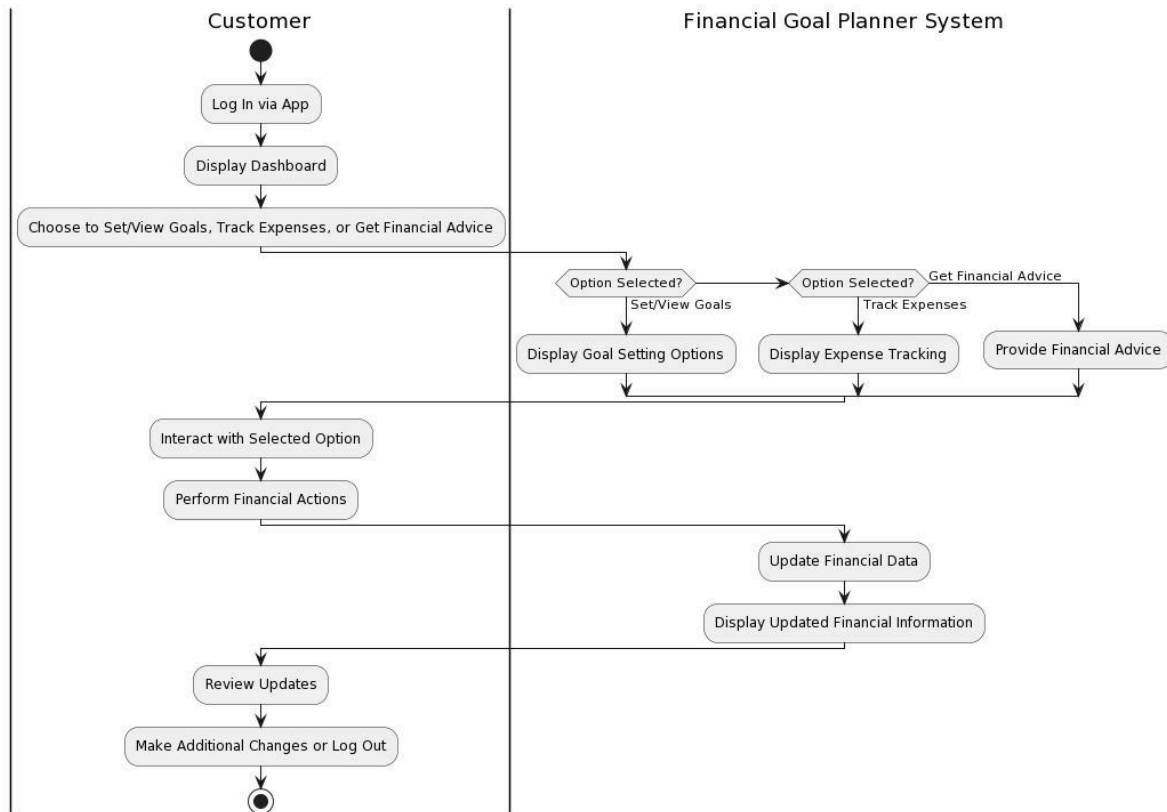 Customer
Financial Goal Planner System
Log In via App
Display Dashboard
Choose to Set/View Goals, Track Expenses, or Get Financial Advice
Option Selected?
Option Selected?
Get Financial Advice
Set/View Goals
Track Expenses
Display Goal Setting Options
Display Expense Tracking
Provide Financial Advice
Interact with Selected Option
Perform Financial Actions
Update Financial Data
Display Updated Financial Information
Review Updates
Make Additional Changes or Log Out